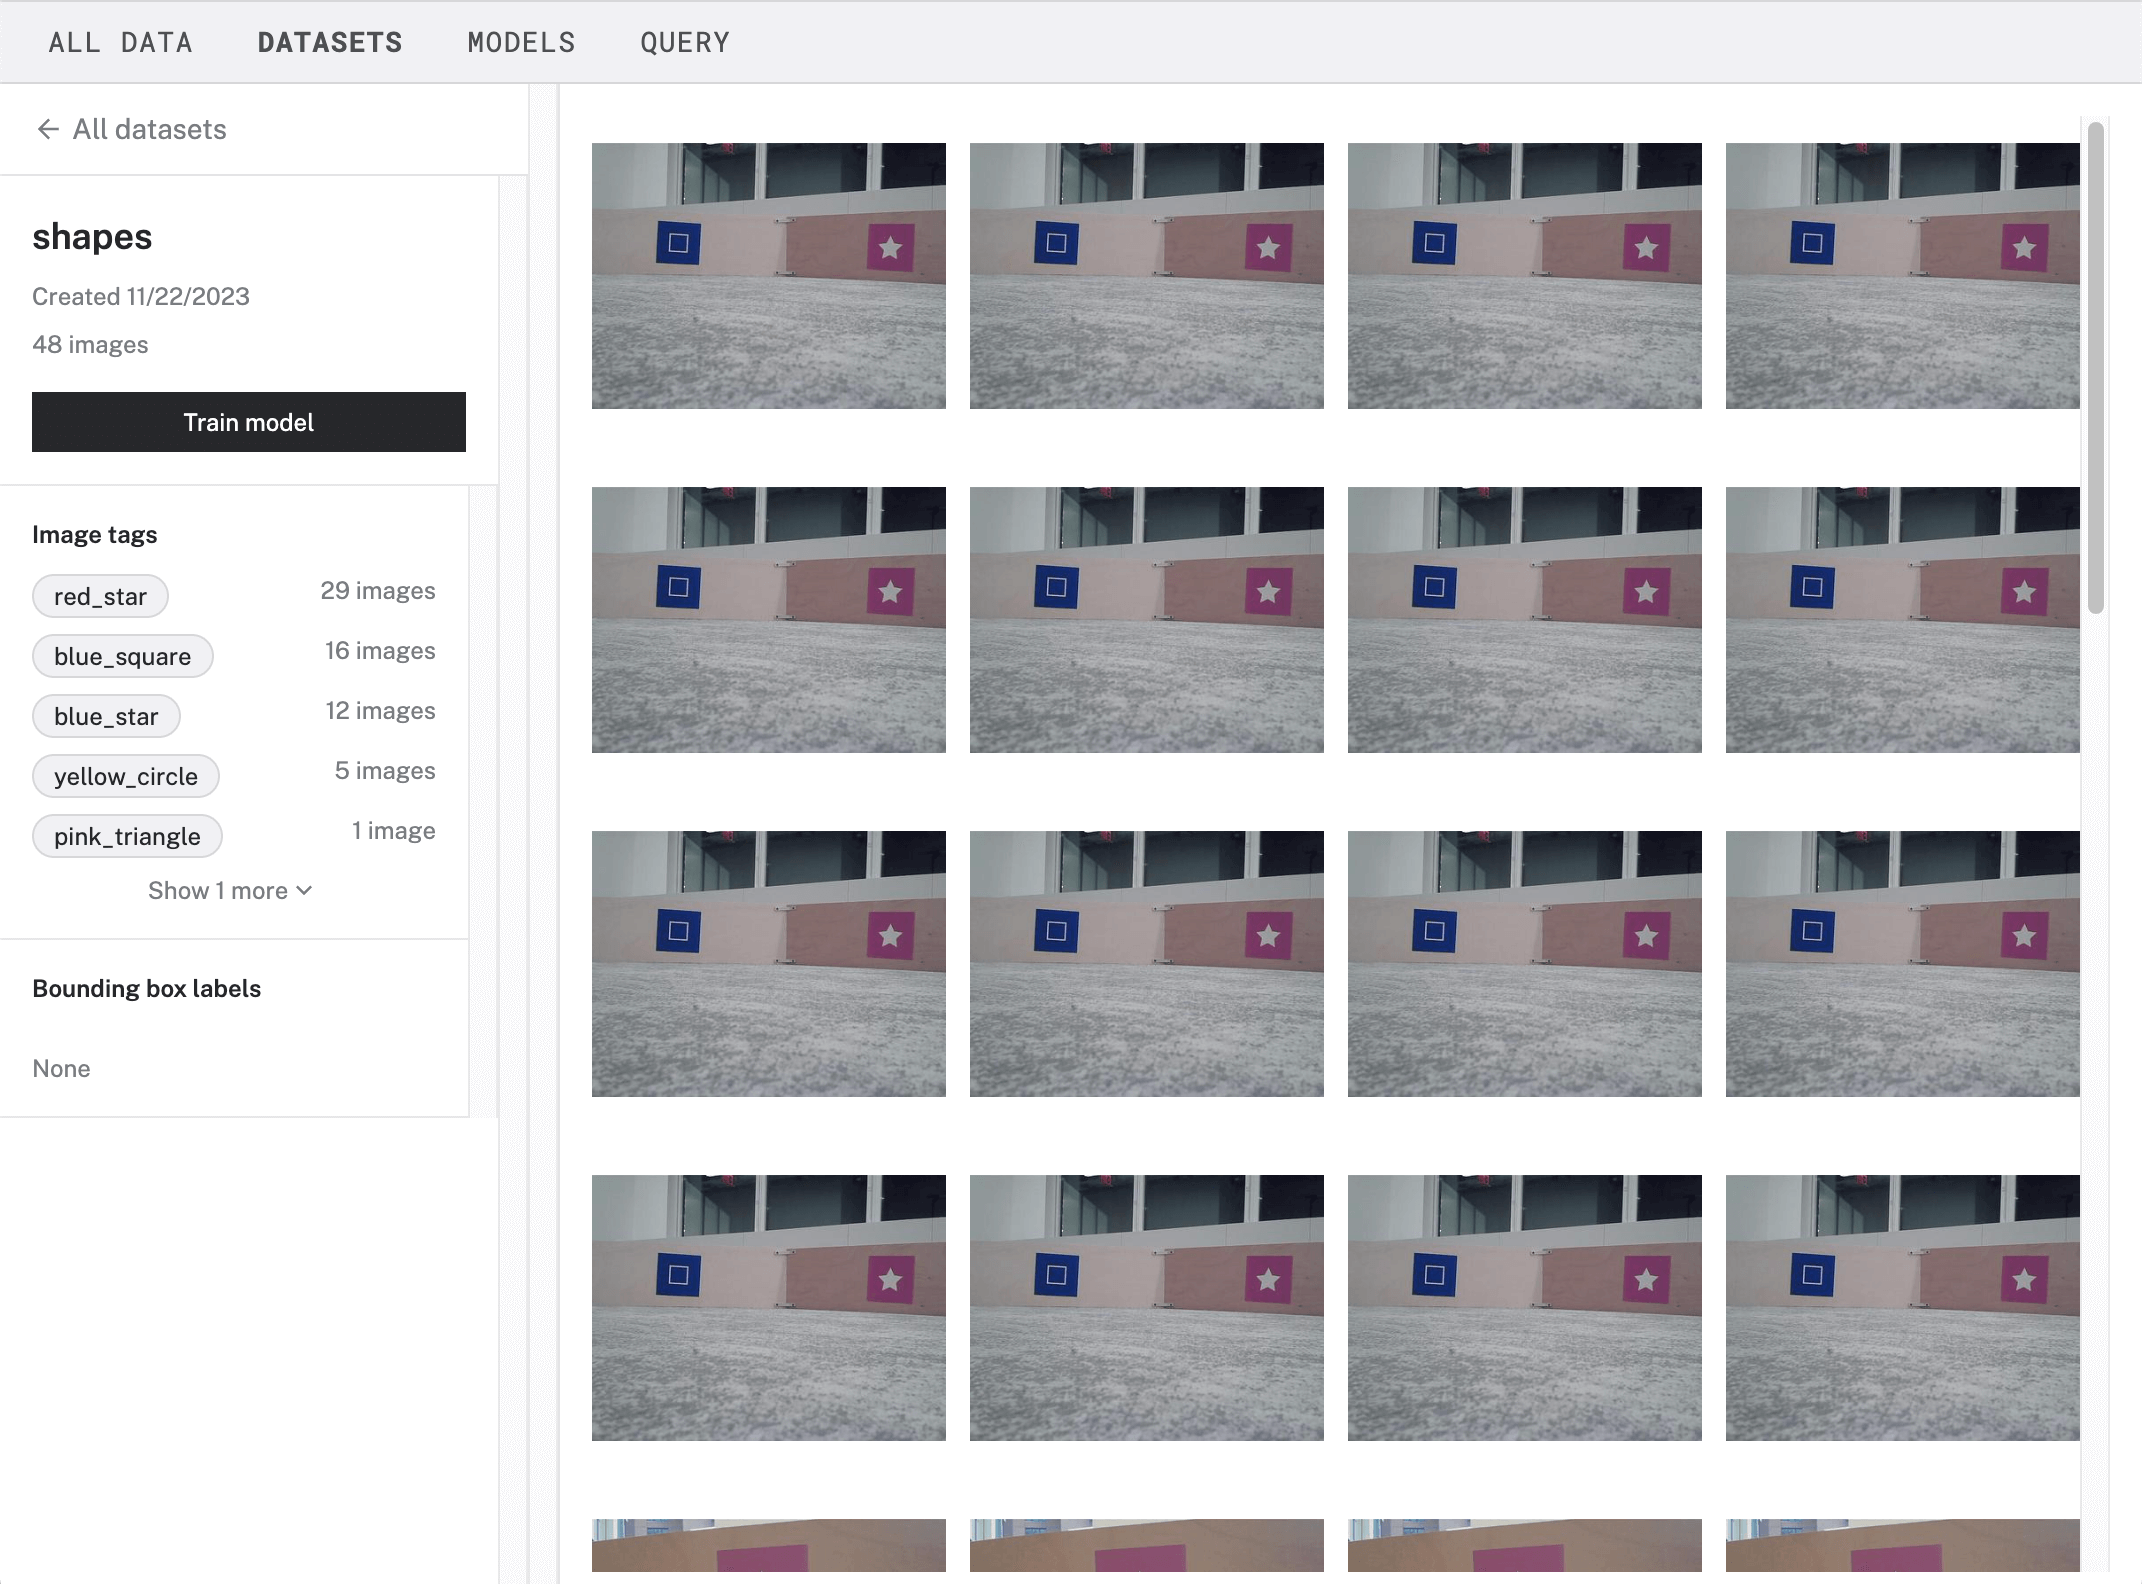 ALL DATA DATASETS MODELS QUERY
← All datasets
shapes
Created 11/22/2023
48 images
Train model
Image tags
red_star 29 images
blue_square 16 images
blue_star 12 images
yellow_circle 5 images
pink_triangle 1 image
Show 1 more
Bounding box labels
None